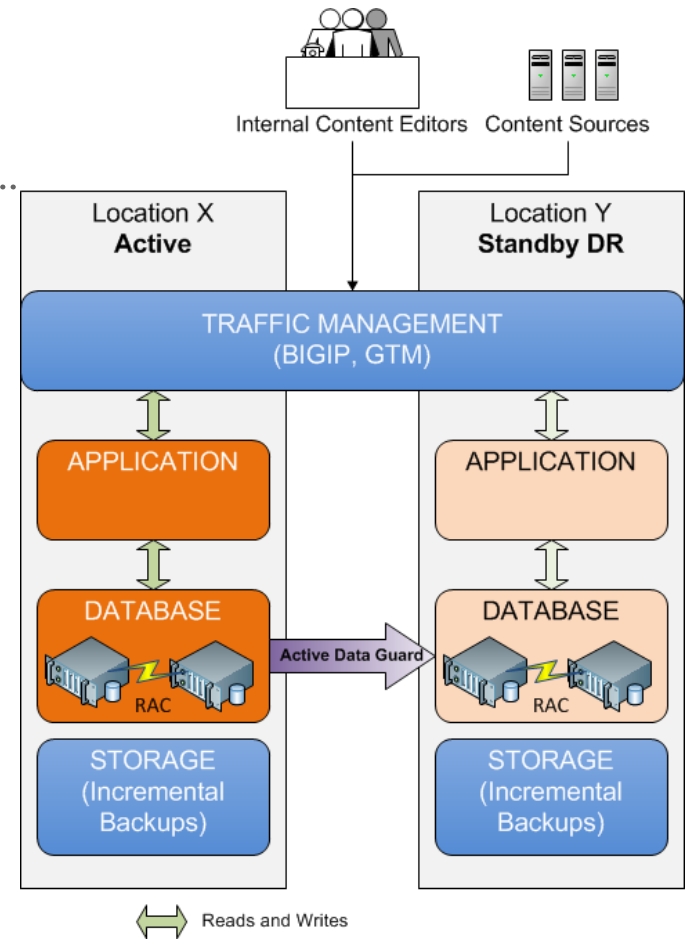 Internal Content Editors
Content Sources
Location X
Active
Location Y
Standby DR
TRAFFIC MANAGEMENT
(BIGIP, GTM)
APPLICATION
APPLICATION
DATABASE
RAC
Active Data Guard
DATABASE
RAC
STORAGE
(Incremental
Backups)
STORAGE
(Incremental
Backups)
Reads and Writes